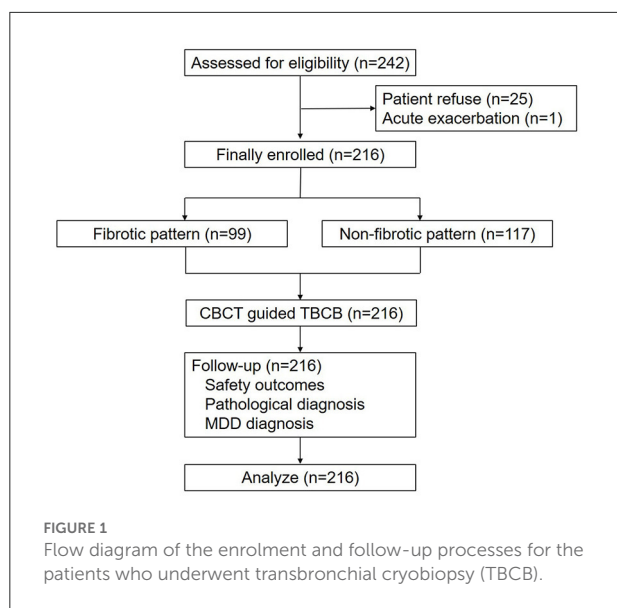 Assessed for eligibility (n=242)
Patient refuse (n=25)
Acute exacerbation (n=1)
Finally enrolled (n=216)
Fibrotic pattern (n=99)
Non-fibrotic pattern (n=117)
CBCT guided TBCB (n=216)
Follow-up (n=216)
Safety outcomes
Pathological diagnosis
MDD diagnosis
Analyze (n=216)
FIGURE 1
Flow diagram of the enrolment and follow-up processes for the
patients who underwent transbronchial cryobiopsy (TBCB).